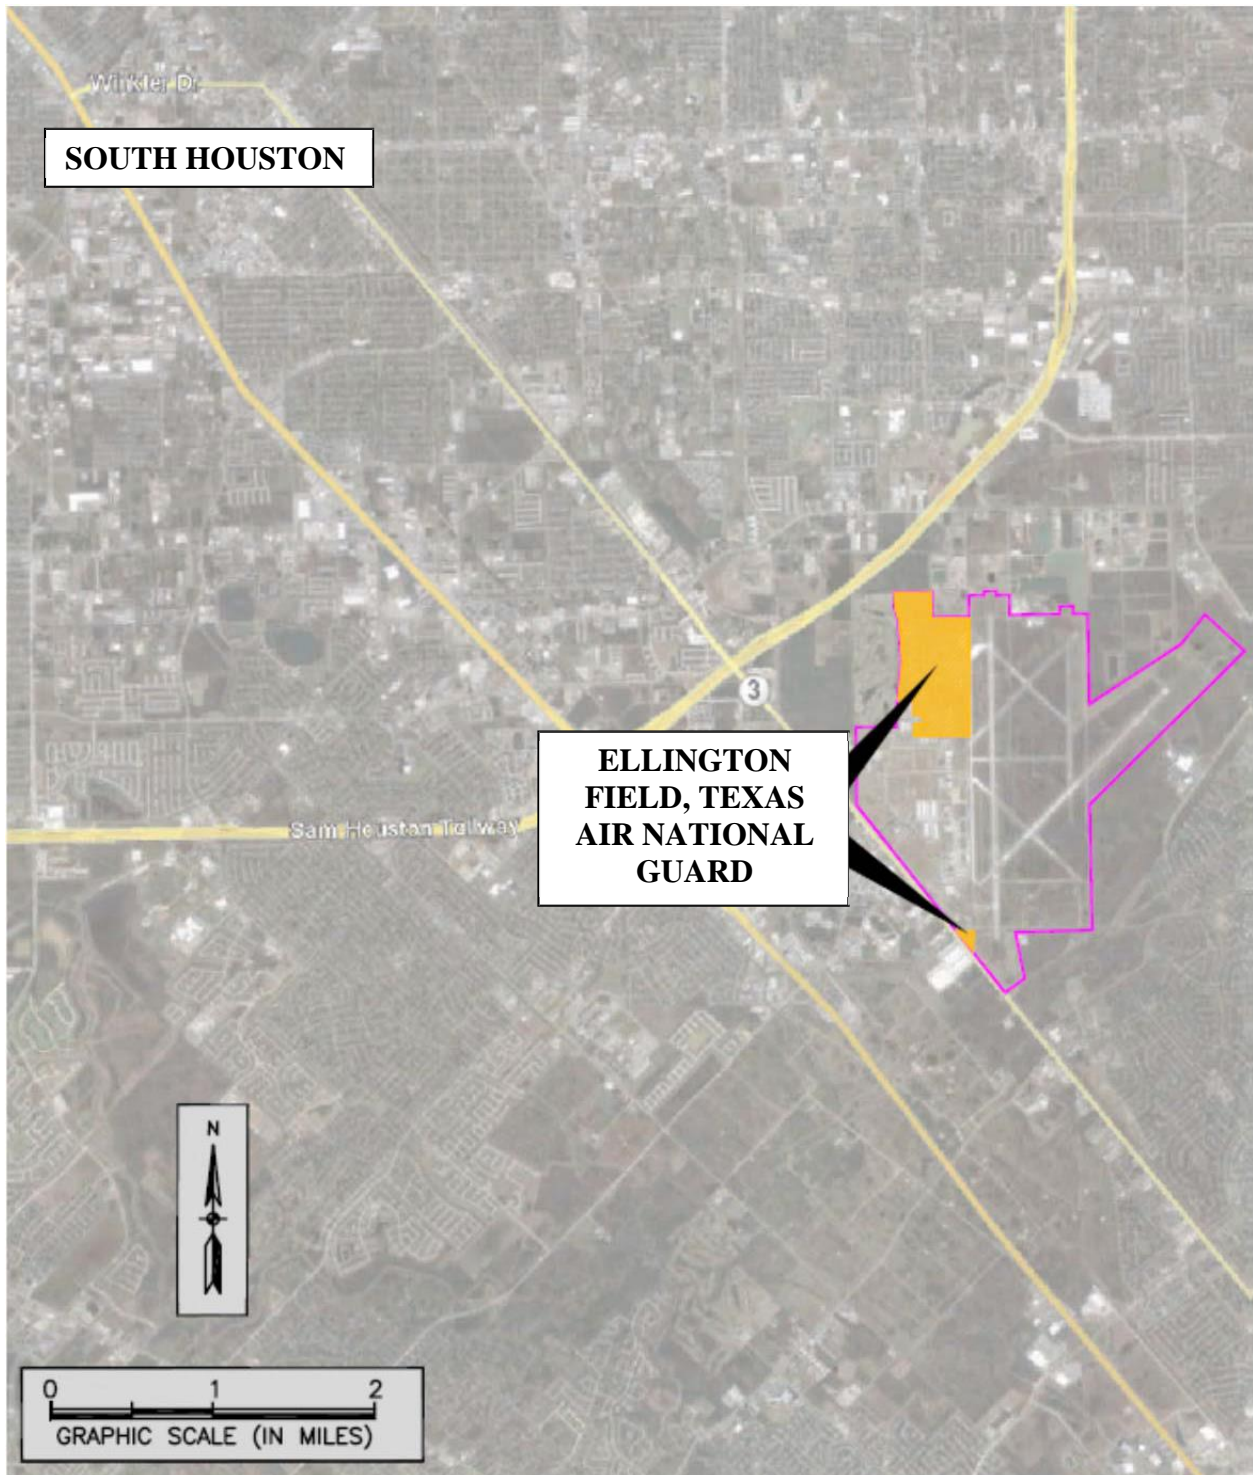 Winkler Dr
SOUTH HOUSTON
3
ELLINGTON
FIELD, TEXAS
AIR NATIONAL
GUARD
Sam Houston Tollway
N
0 1 2
GRAPHIC SCALE (IN MILES)